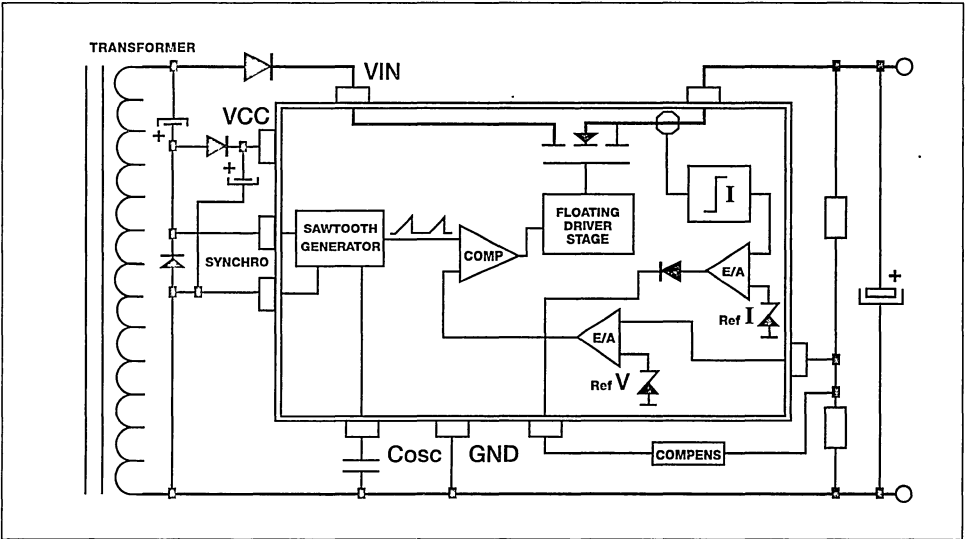 TRANSFORMER
VIN
VCC
+
+
I
SAWTOOTH
GENERATOR
FLOATING
DRIVER
STAGE
COMP
SYNCHRO
E/A
+
Ref I
E/A
Ref V
Cosc
GND
COMPENS